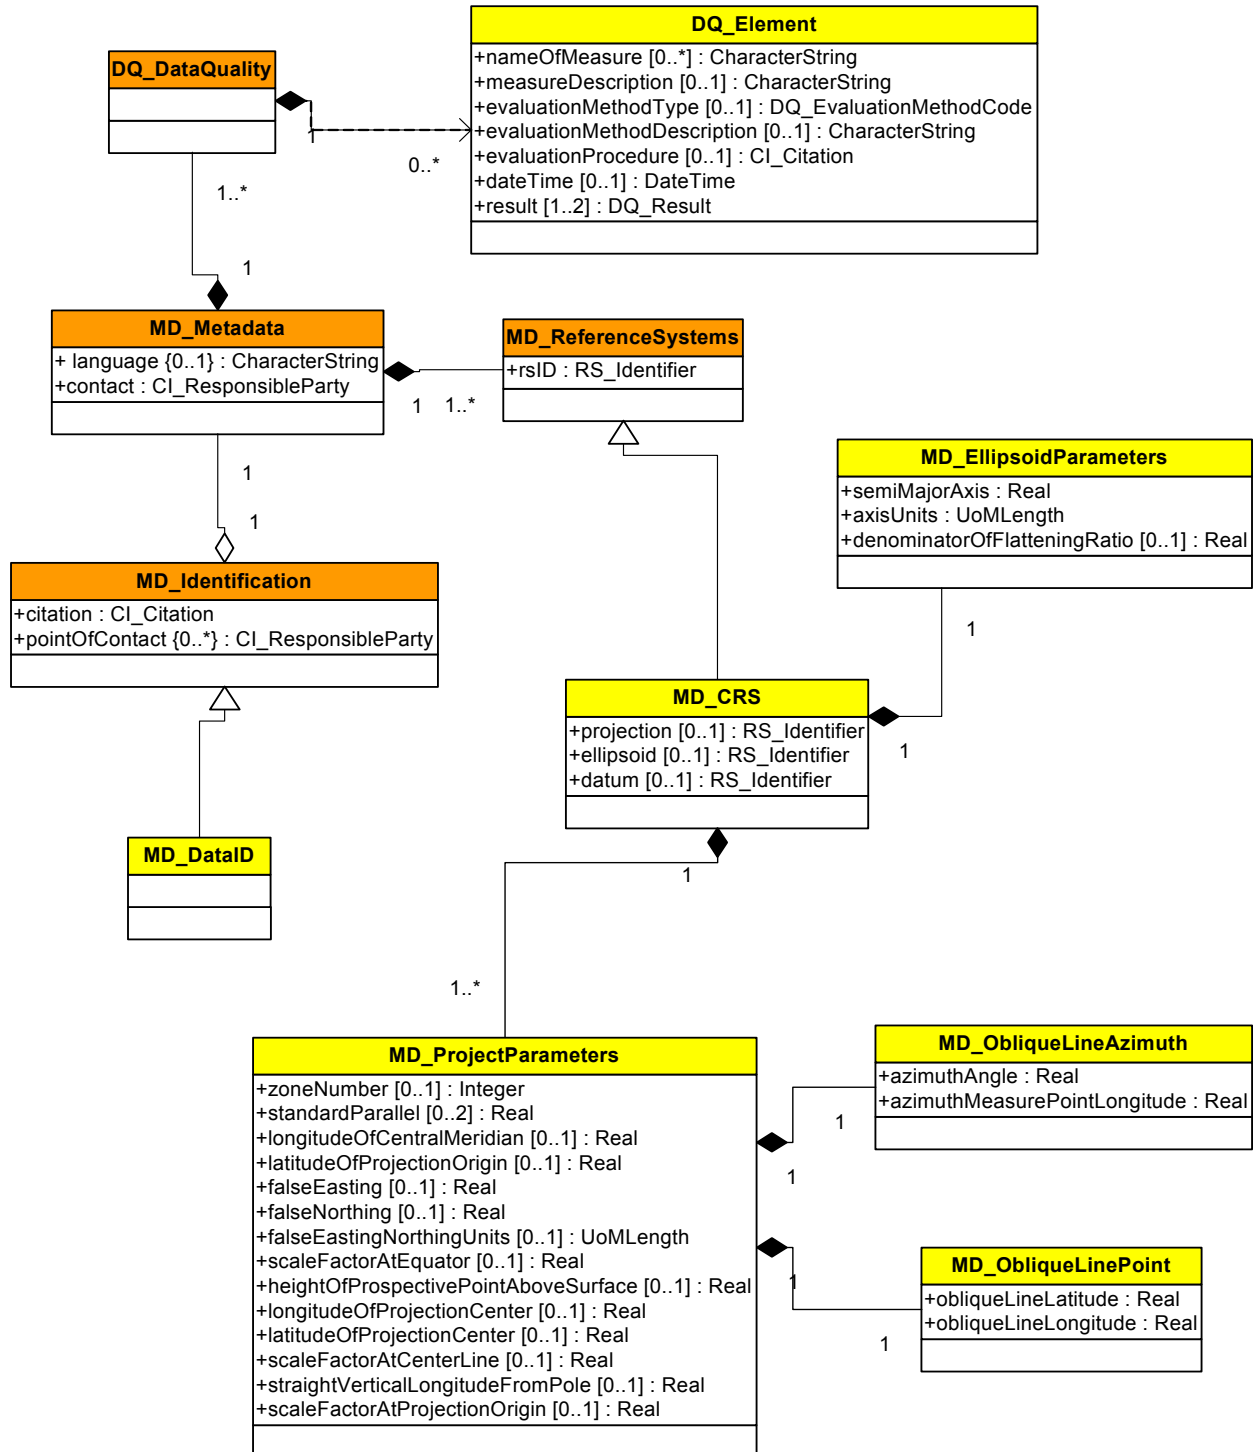 DQ_Element
+nameOfMeasure [0..*] : CharacterString
+measureDescription [0..1] : CharacterString
+evaluationMethodType [0..1] : DQ_EvaluationMethodCode
+evaluationMethodDescription [0..1] : CharacterString
+evaluationProcedure [0..1] : CI_Citation
+dateTime [0..1] : DateTime
+result [1..2] : DQ_Result
DQ_DataQuality
0..*
1..*
1
MD_Metadata
+ language {0..1} : CharacterString
+contact : CI_ResponsibleParty
1
1..*
MD_ReferenceSystems
+rsID : RS_Identifier
1
1
MD_EllipsoidParameters
+semiMajorAxis : Real
+axisUnits : UoMLength
+denominatorOfFlatteningRatio [0..1] : Real
MD_Identification
+citation : CI_Citation
+pointOfContact {0..*} : CI_ResponsibleParty
1
MD_CRS
+projection [0..1] : RS_Identifier
+ellipsoid [0..1] : RS_Identifier
+datum [0..1] : RS_Identifier
1
MD_DataID
1
1..*
MD_ProjectParameters
+zoneNumber [0..1] : Integer
+standardParallel [0..2] : Real
+longitudeOfCentralMeridian [0..1] : Real
+latitudeOfProjectionOrigin [0..1] : Real
+falseEasting [0..1] : Real
+falseNorthing [0..1] : Real
+falseEastingNorthingUnits [0..1] : UoMLength
+scaleFactorAtEquator [0..1] : Real
+heightOfProspectivePointAboveSurface [0..1] : Real
+longitudeOfProjectionCenter [0..1] : Real
+latitudeOfProjectionCenter [0..1] : Real
+scaleFactorAtCenterLine [0..1] : Real
+straightVerticalLongitudeFromPole [0..1] : Real
+scaleFactorAtProjectionOrigin [0..1] : Real
MD_ObliqueLineAzimuth
+azimuthAngle : Real
+azimuthMeasurePointLongitude : Real
1
1
MD_ObliqueLinePoint
+obliqueLineLatitude : Real
+obliqueLineLongitude : Real
1
1